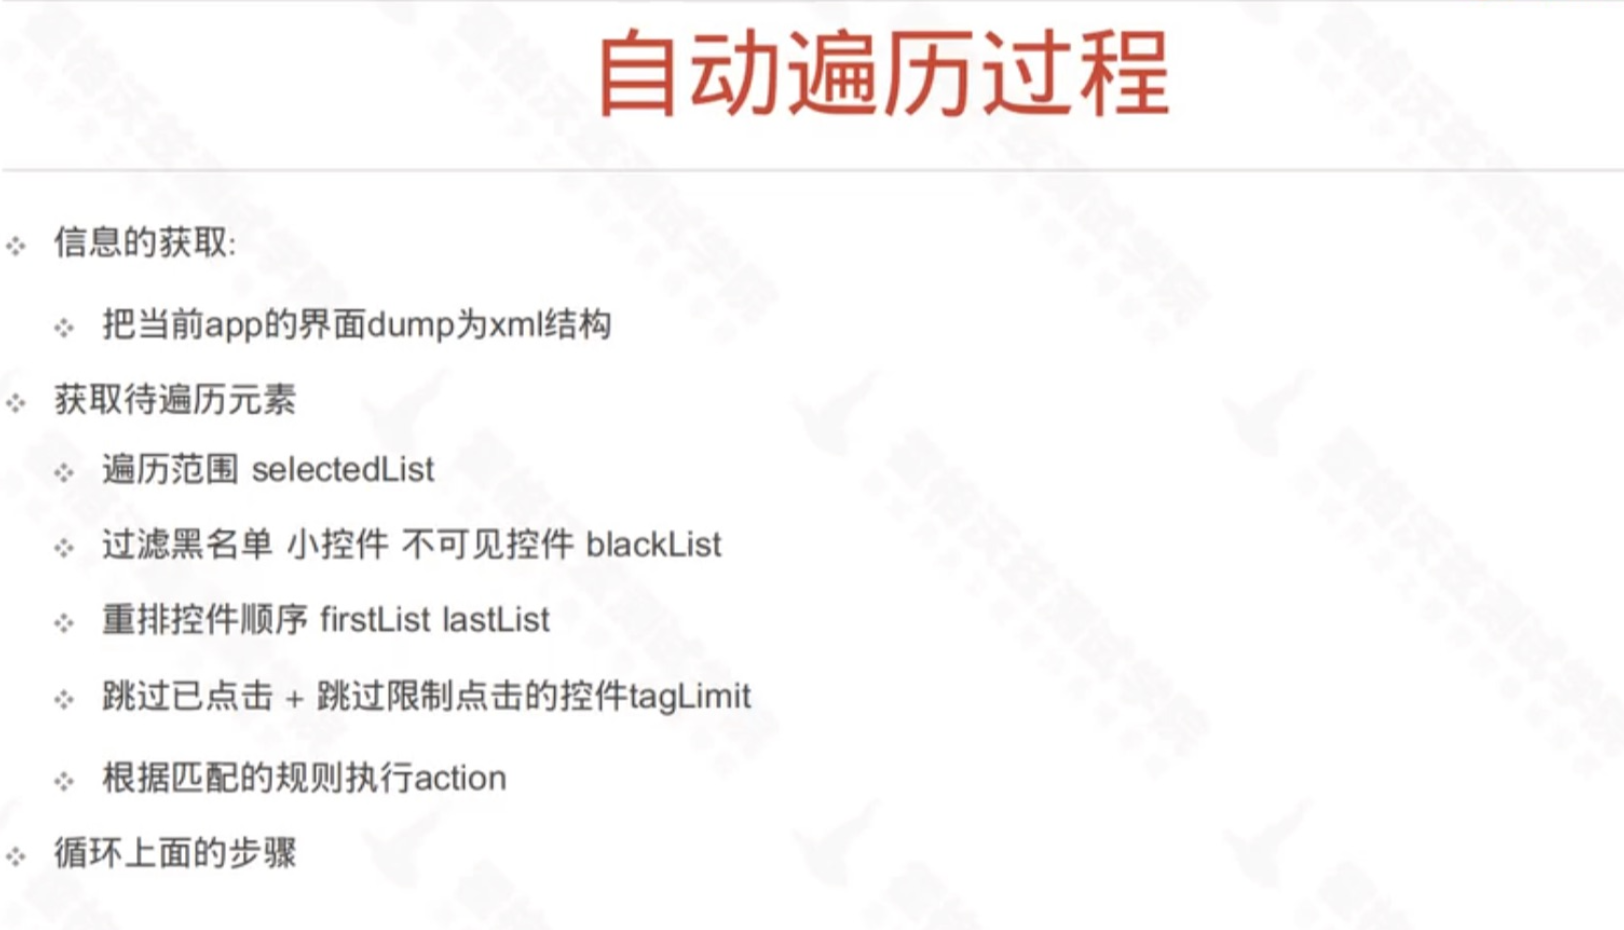 自动遍历过程
信息的获取:
把当前app的界面dump为xml结构
获取待遍历元素
遍历范围 selectedList
过滤黑名单 小控件 不可见控件 blackList
重排控件顺序 firstList lastList
跳过已点击 + 跳过限制点击的控件tagLimit
根据匹配的规则执行action
循环上面的步骤